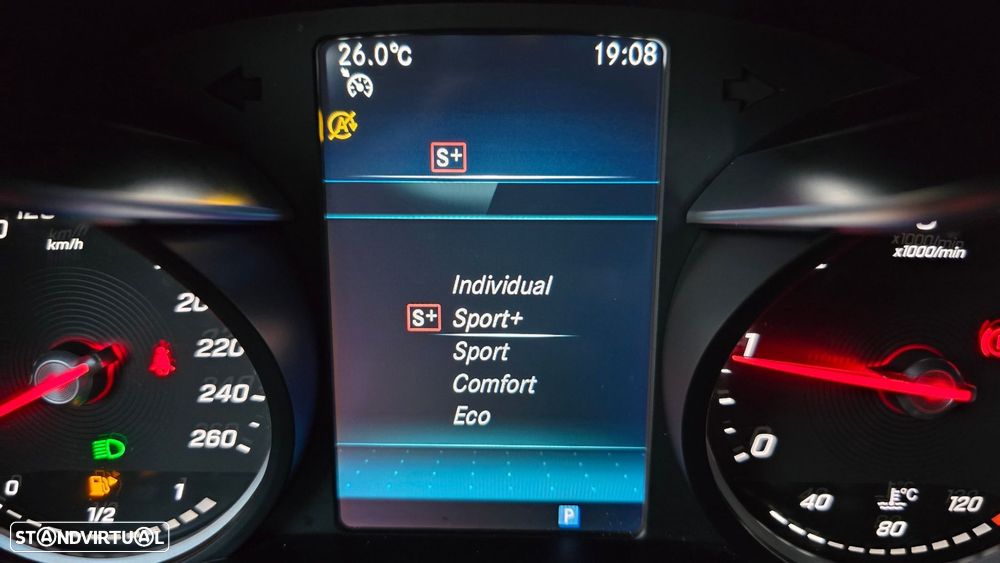 26.0°C 19:08
A
S+
km/h
x1000/min
Individual
S+ Sport+
Sport
Comfort
Eco
220
240
260
1
0
0 1/2 1
40 80 120
°C
P
STANDVIRTUAL